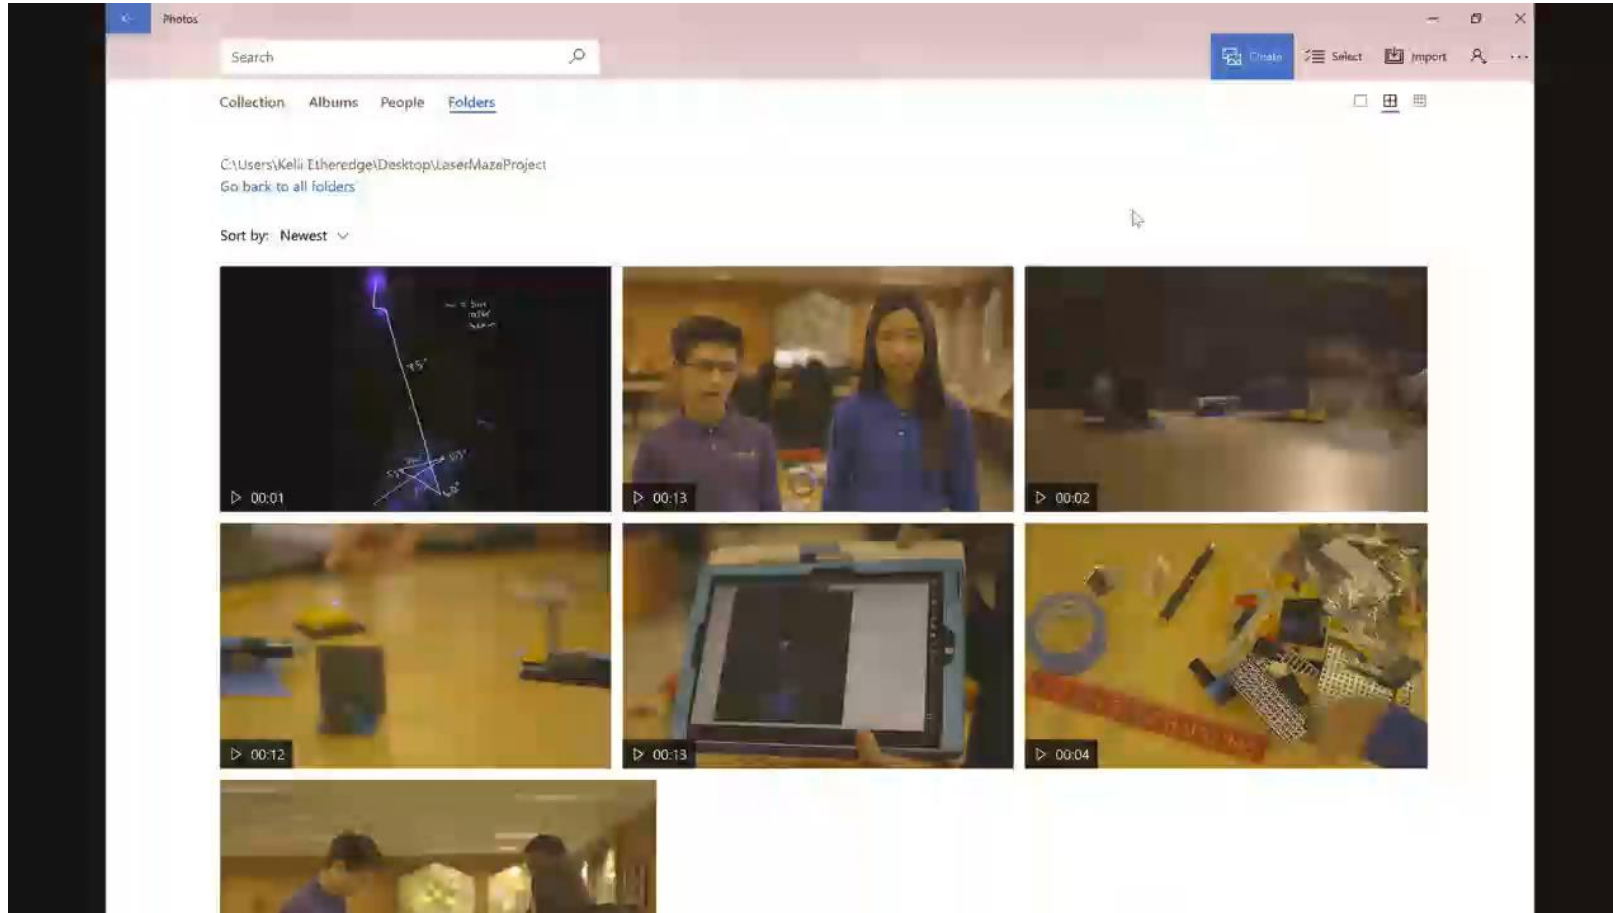 Photos
Search
Create
Select
Import
Collection Albums People Folders
C:\Users\Kelli Etheredge\Desktop\LaserMazeProject
Go back to all folders
Sort by: Newest
00:01
00:13
00:02
00:12
00:13
00:04